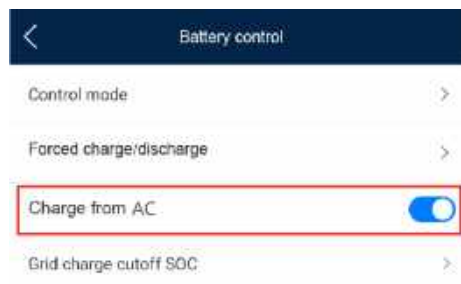 Battery control
Control mode
Forced charge/discharge
Charge from AC
Grid charge cutoff SOC